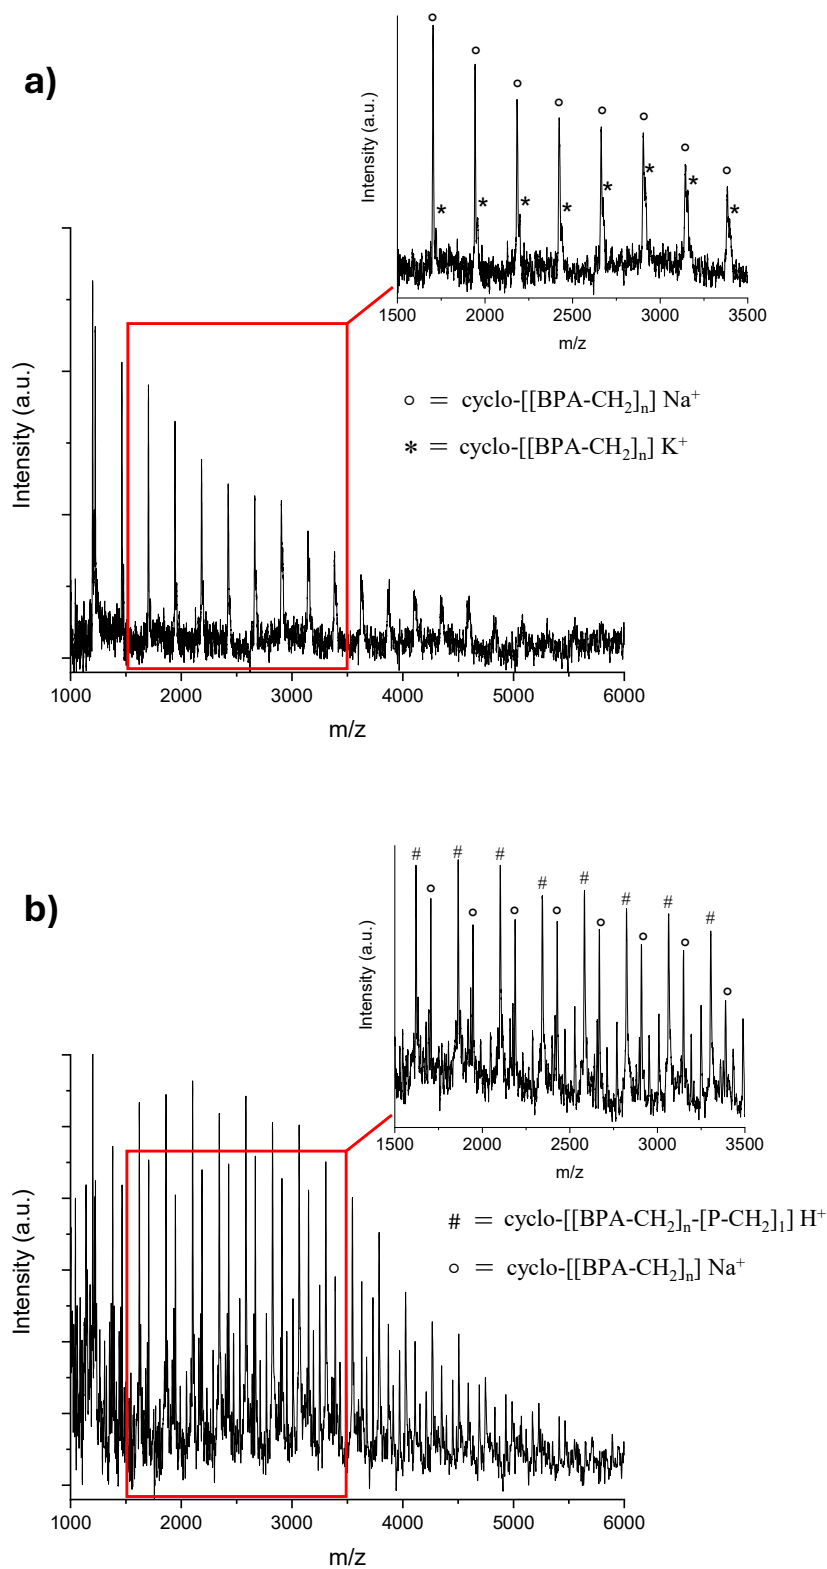 a)
Intensity (a.u.)
1500 2000 2500 3000 3500
m/z
○ = cyclo-[[BPA-CH₂]ₙ] Na⁺
* = cyclo-[[BPA-CH₂]ₙ] K⁺
Intensity (a.u.)
1000 2000 3000 4000 5000 6000
m/z
b)
Intensity (a.u.)
1500 2000 2500 3000 3500
m/z
# = cyclo-[[BPA-CH₂]ₙ-[P-CH₂]₁] H⁺
○ = cyclo-[[BPA-CH₂]ₙ] Na⁺
Intensity (a.u.)
1000 2000 3000 4000 5000 6000
m/z